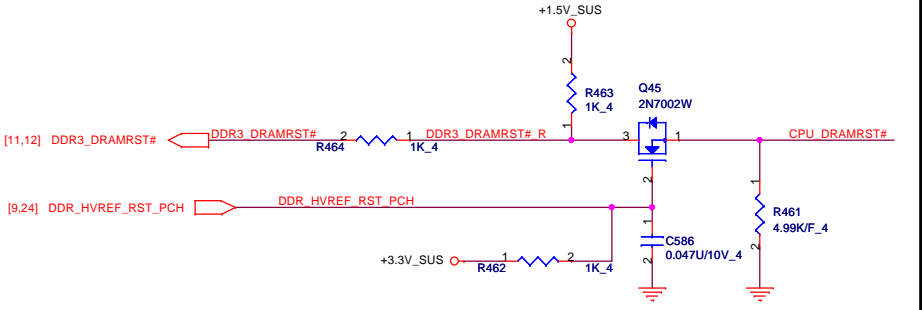 +1.5V_SUS
2
R463
1K_4
1
Q45
2N7002W
[11,12] DDR3_DRAMRST#
DDR3_DRAMRST#
2
R464
1
1K_4
DDR3_DRAMRST#_R
3
1
CPU_DRAMRST#
2
[9,24] DDR_HVREF_RST_PCH
DDR_HVREF_RST_PCH
1
R461
4.99K/F_4
2
1
C586
0.047U/10V_4
2
+3.3V_SUS
1
R462
2
1K_4